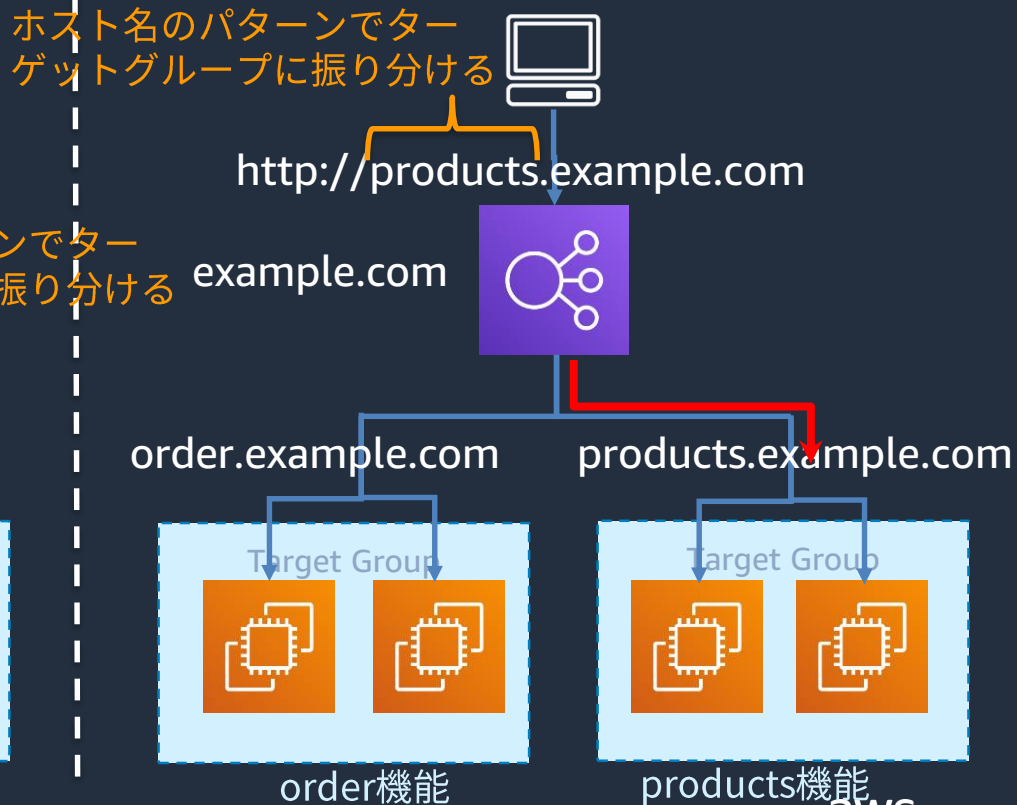 ホスト名のパターンでター
ゲットグループに振り分ける
http://products.example.com
ンでター
振り分ける
example.com
order.example.com
products.example.com
Target Group
Target Group
order機能
products機能
aws